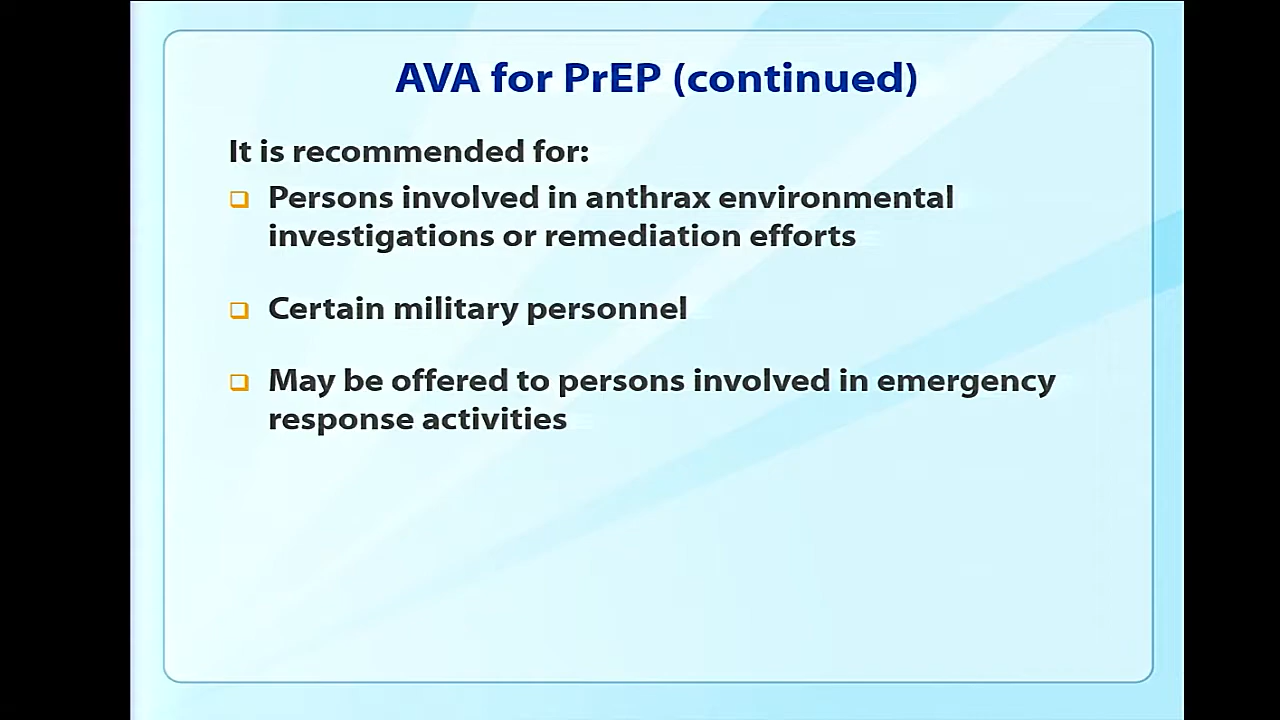 AVA for PrEP (continued)
It is recommended for:
Persons involved in anthrax environmental
investigations or remediation efforts
Certain military personnel
May be offered to persons involved in emergency
response activities